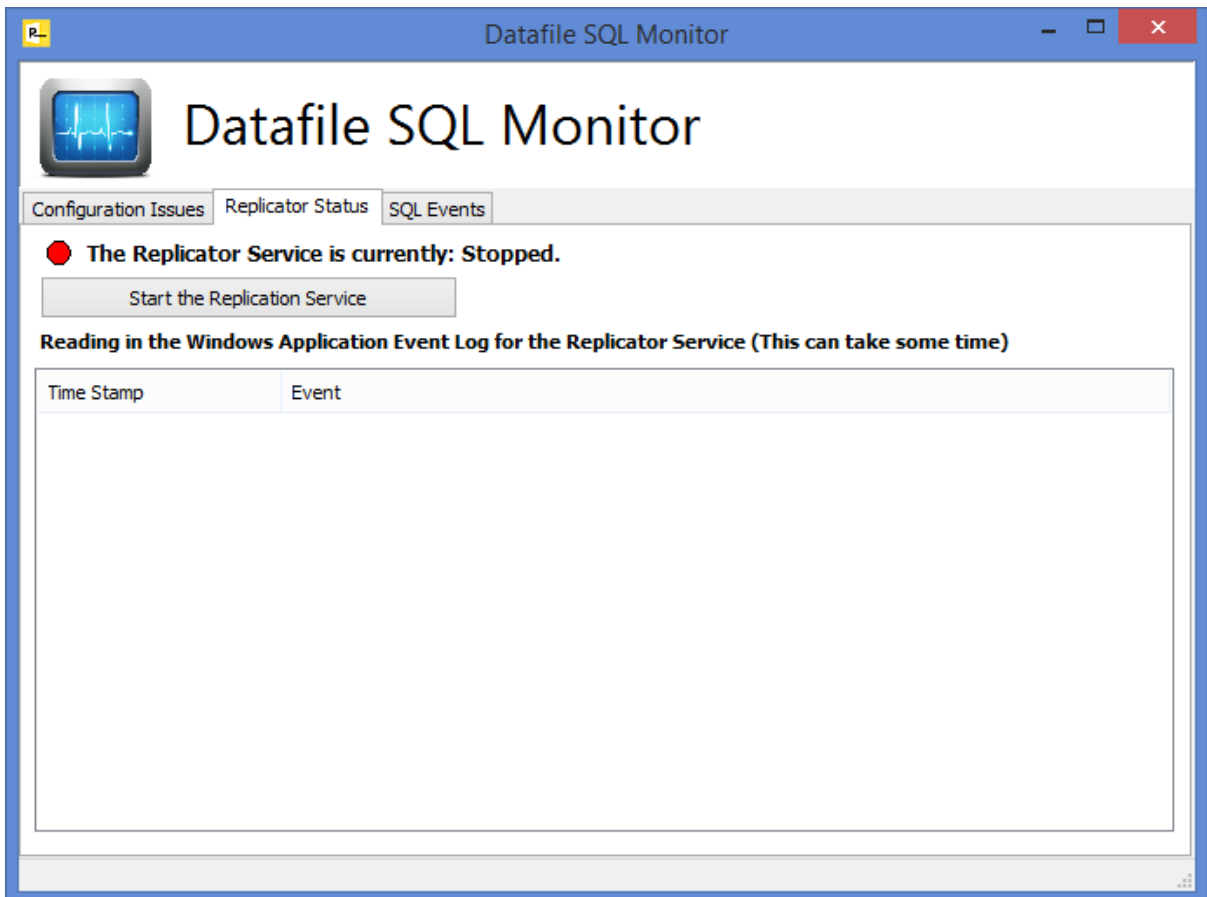 Datafile SQL Monitor
Datafile SQL Monitor
Configuration Issues Replicator Status SQL Events
The Replicator Service is currently: Stopped.
Start the Replication Service
Reading in the Windows Application Event Log for the Replicator Service (This can take some time)
Time Stamp Event